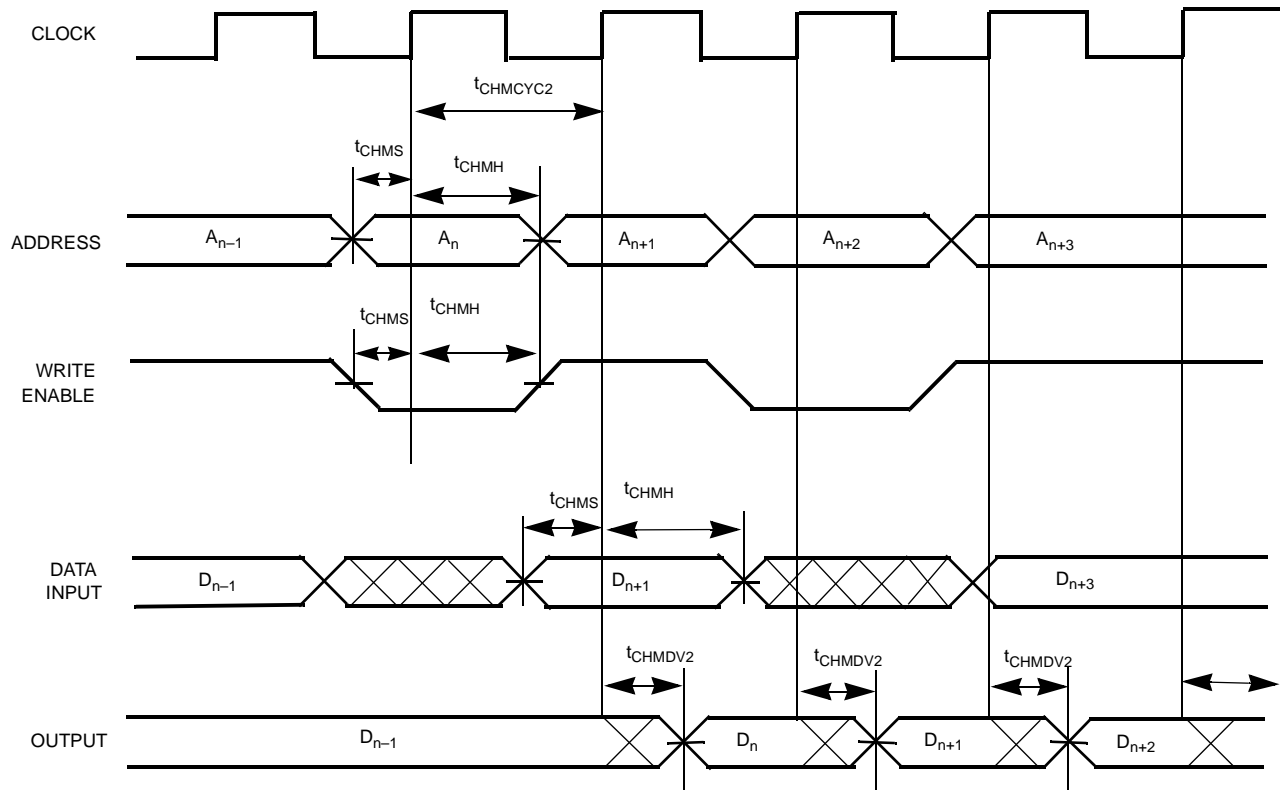 CLOCK
tCHMCYC2
tCHMS
tCHMH
ADDRESS
An–1
An
An+1
An+2
An+3
tCHMS
tCHMH
WRITE
ENABLE
tCHMS
tCHMH
DATA
INPUT
Dn–1
Dn+1
Dn+3
tCHMDV2
tCHMDV2
tCHMDV2
OUTPUT
Dn–1
Dn
Dn+1
Dn+2